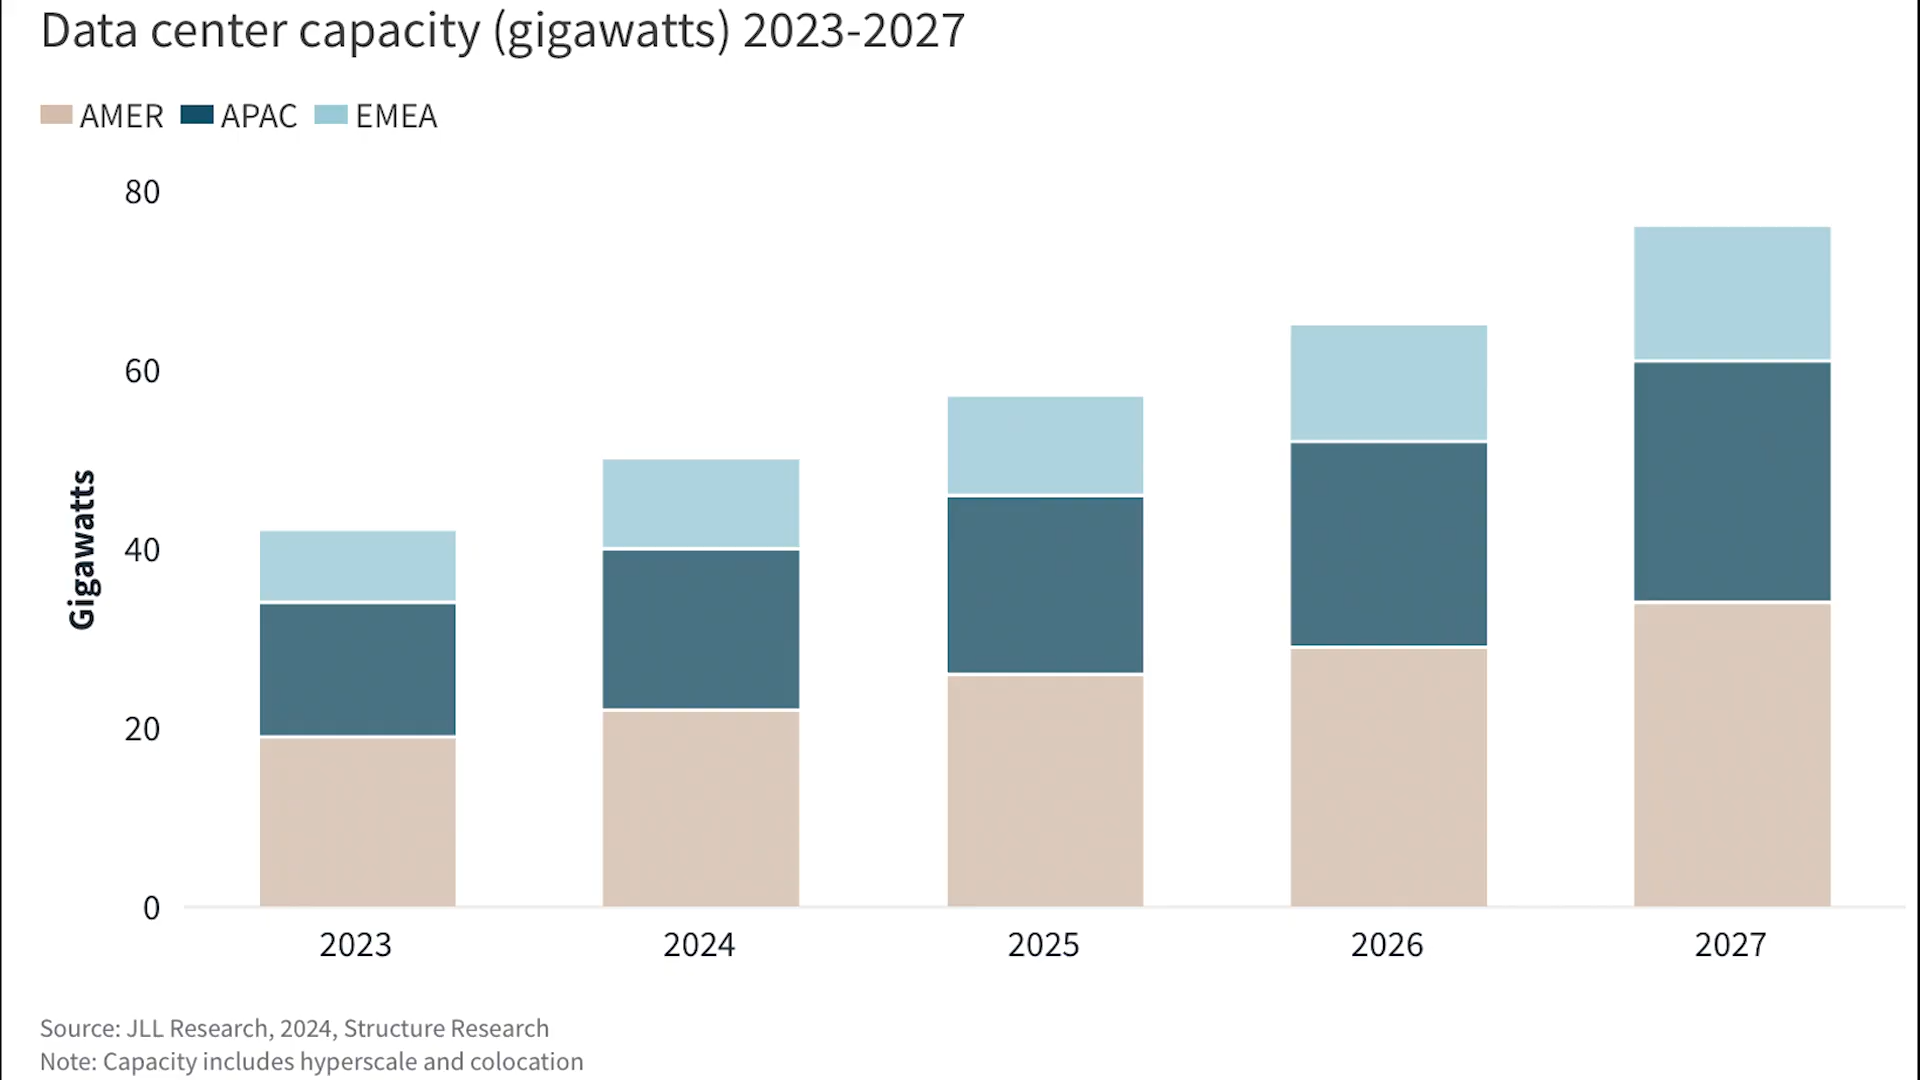 Data center capacity (gigawatts) 2023-2027
AMER APAC EMEA
80
60
40
20
0
Gigawatts
2023 2024 2025 2026 2027
Source: JLL Research, 2024, Structure Research
Note: Capacity includes hyperscale and colocation